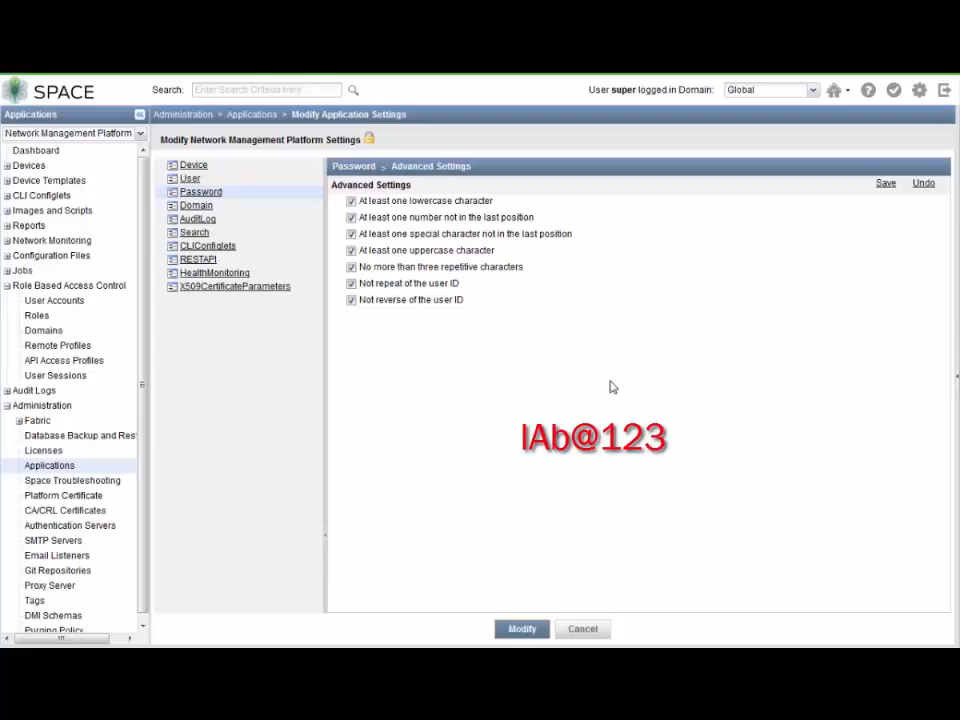 SPACE
Search: Enter Search Criteria here...
User super logged in Domain: Global
Applications
Administration > Applications > Modify Application Settings
Network Management Platform
Modify Network Management Platform Settings
Dashboard
Devices
Device Templates
CLI Configlets
Images and Scripts
Reports
Network Monitoring
Configuration Files
Jobs
Role Based Access Control
User Accounts
Roles
Domains
Remote Profiles
API Access Profiles
User Sessions
Audit Logs
Administration
Fabric
Database Backup and Res
Licenses
Applications
Space Troubleshooting
Platform Certificate
CA/CRL Certificates
Authentication Servers
SMTP Servers
Email Listeners
Git Repositories
Proxy Server
Tags
DMI Schemas
Purging Policy
Device
User
Password
Domain
AuditLog
Search
CLIConfiglets
RESTAPI
HealthMonitoring
X509CertificateParameters
Password > Advanced Settings
Advanced Settings
Save Undo
At least one lowercase character
At least one number not in the last position
At least one special character not in the last position
At least one uppercase character
No more than three repetitive characters
Not repeat of the user ID
Not reverse of the user ID
lAb@123
Modify Cancel